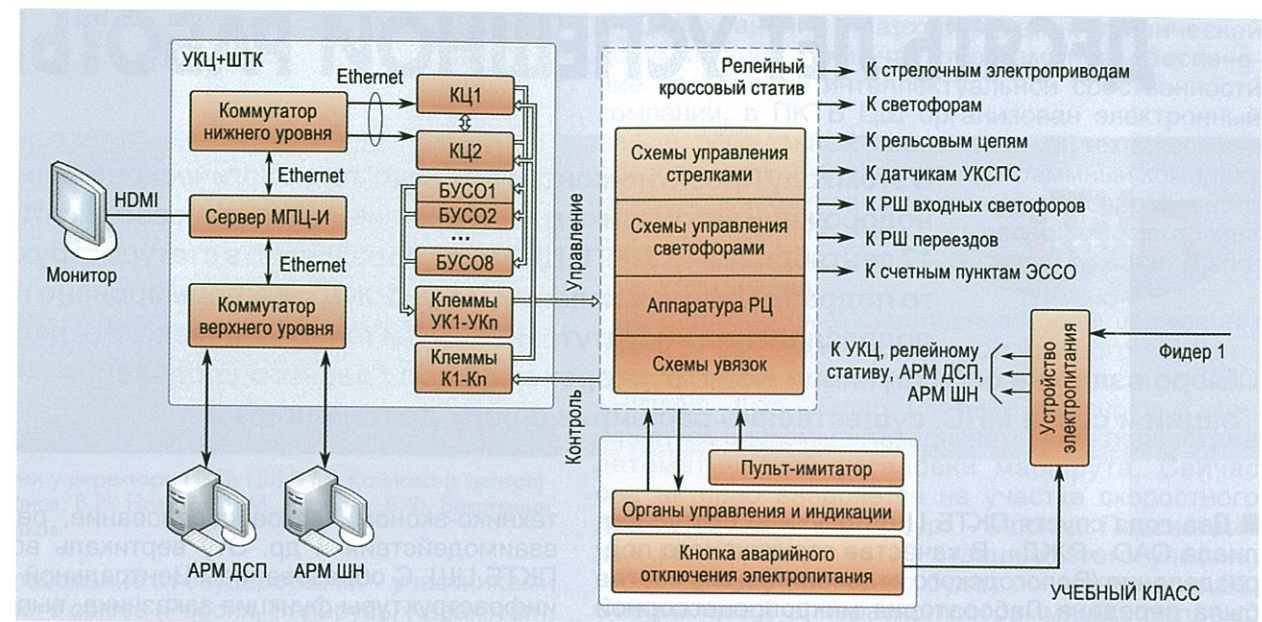 УКЦ+ШТК
Ethernet
Коммутатор
нижнего уровня
КЦ1
КЦ2
Ethernet
HDMI
Сервер МПЦ-И
Монитор
Ethernet
Коммутатор
верхнего уровня
БУСО1
БУСО2
...
БУСО8
Клеммы
УК1-УКn
Клеммы
К1-Кn
Управление
Контроль
АРМ ДСП
АРМ ШН
Релейный
кроссовый статив
Схемы управления
стрелками
Схемы управления
светофорами
Аппаратура РЦ
Схемы увязок
К стрелочным электроприводам
К светофорам
К рельсовым цепям
К датчикам УКСПС
К РШ входных светофоров
К РШ переездов
К счетным пунктам ЭССО
К УКЦ, релейному
стативу, АРМ ДСП,
АРМ ШН
Устройство
электропитания
Фидер 1
Пульт-имитатор
Органы управления и индикации
Кнопка аварийного
отключения электропитания
УЧЕБНЫЙ КЛАСС